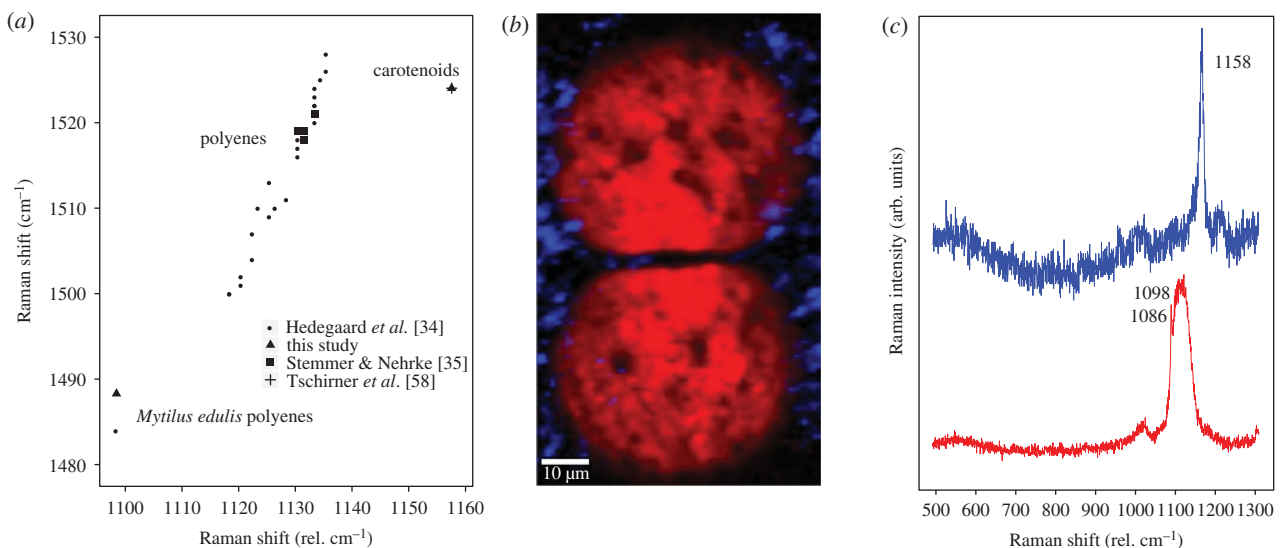 (a)
1530
1520
1510
1500
1490
1480
Raman shift (cm⁻¹)
carotenoids
polyenes
Hedegaard et al. [34]
this study
Stemmer & Nehrke [35]
Tschirner et al. [58]
Mytilus edulis polyenes
1100 1110 1120 1130 1140 1150 1160
Raman shift (rel. cm⁻¹)
(b)
10 µm
(c)
Raman intensity (arb. units)
1158
1098
1086
500 600 700 800 900 1000 1100 1200 1300
Raman shift (rel. cm⁻¹)